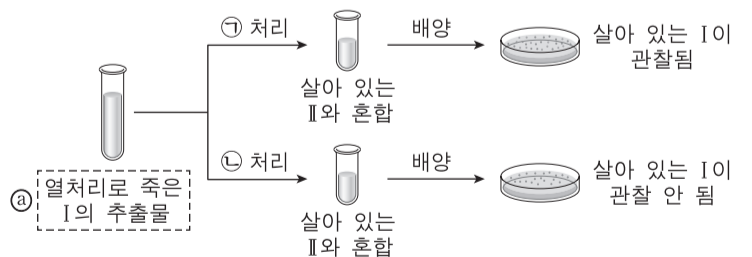 ㉠ 처리
살아 있는
Ⅱ와 혼합
배양
살아 있는 Ⅰ이
관찰됨
ⓐ 열처리로 죽은
Ⅰ의 추출물
㉡ 처리
살아 있는
Ⅱ와 혼합
배양
살아 있는 Ⅰ이
관찰 안 됨